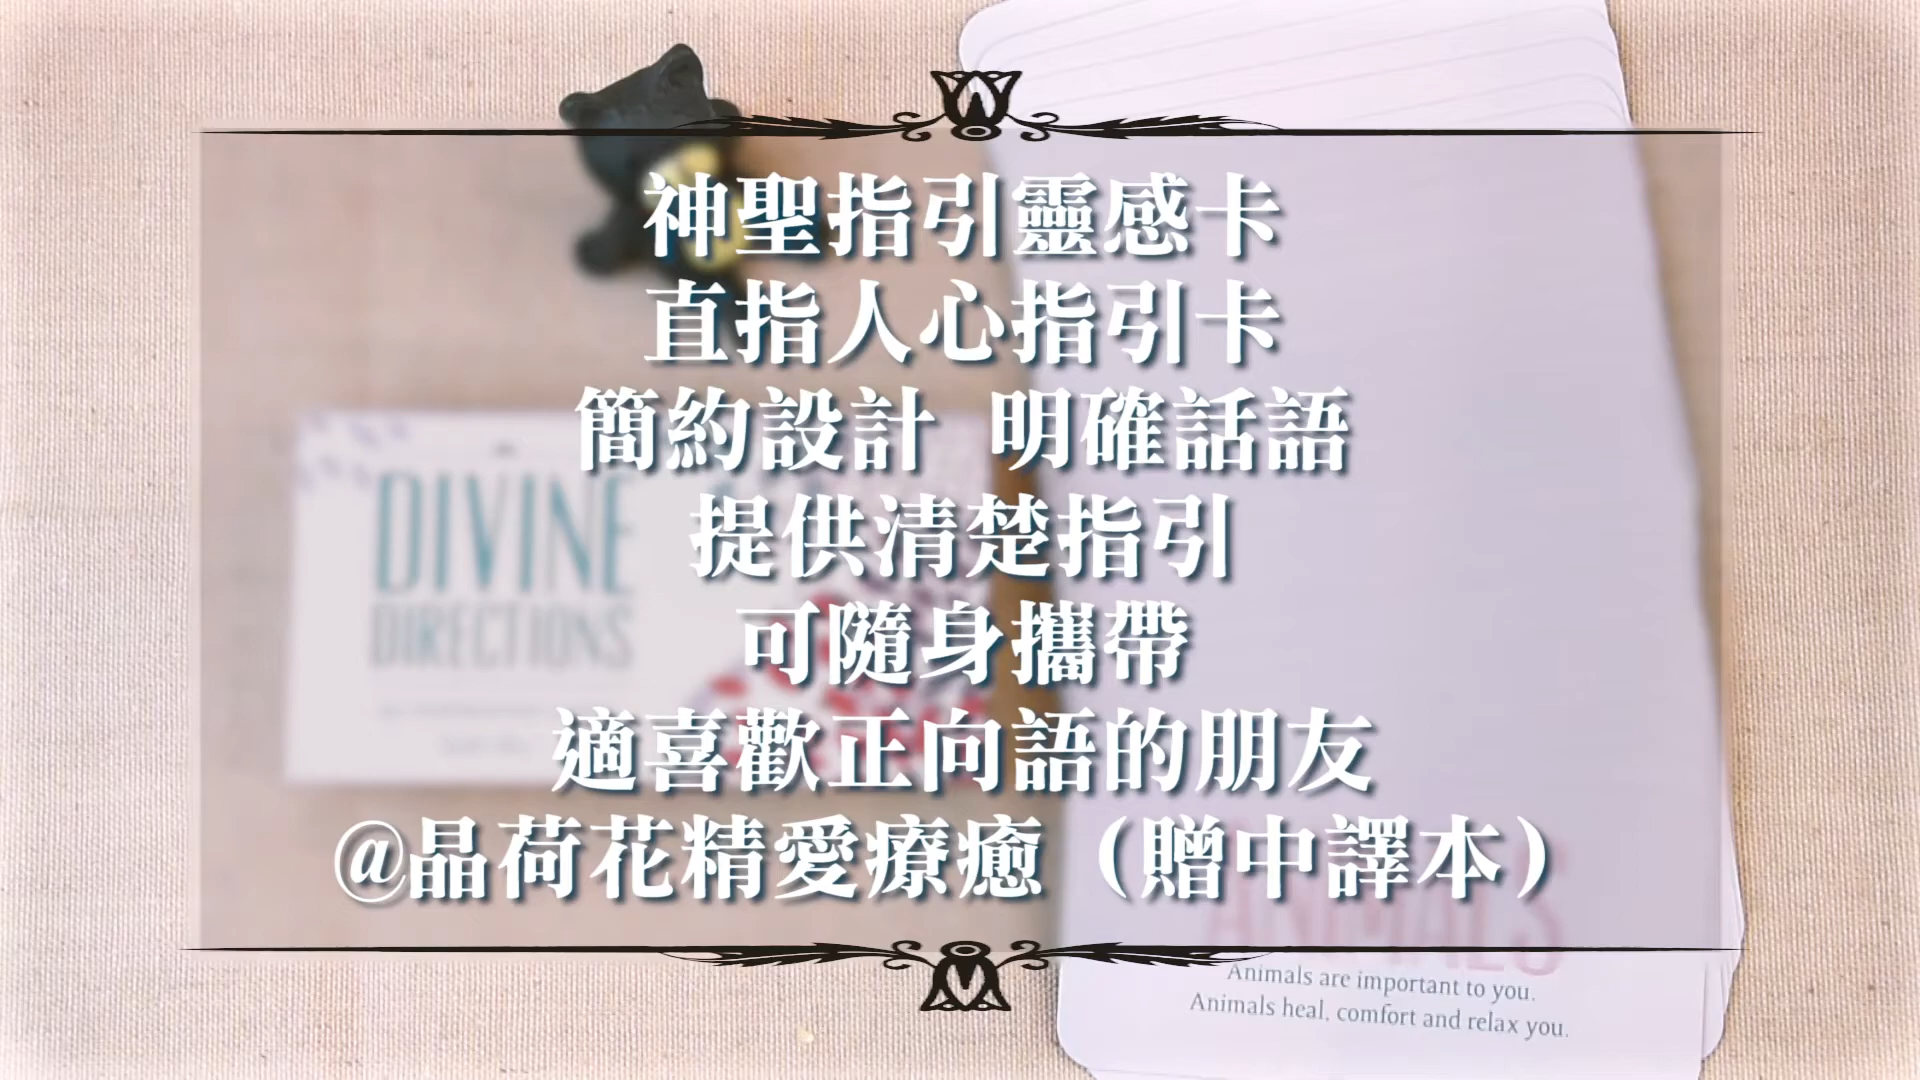 神聖指引靈感卡
直指人心指引卡
簡約設計 明確話語
提供清楚指引
可隨身攜帶
適喜歡正向語的朋友
@晶荷花精愛療癒（贈中譯本）
DIVINE
DIRECTIONS
ANIMALS
Animals are important to you.
Animals heal, comfort and relax you.